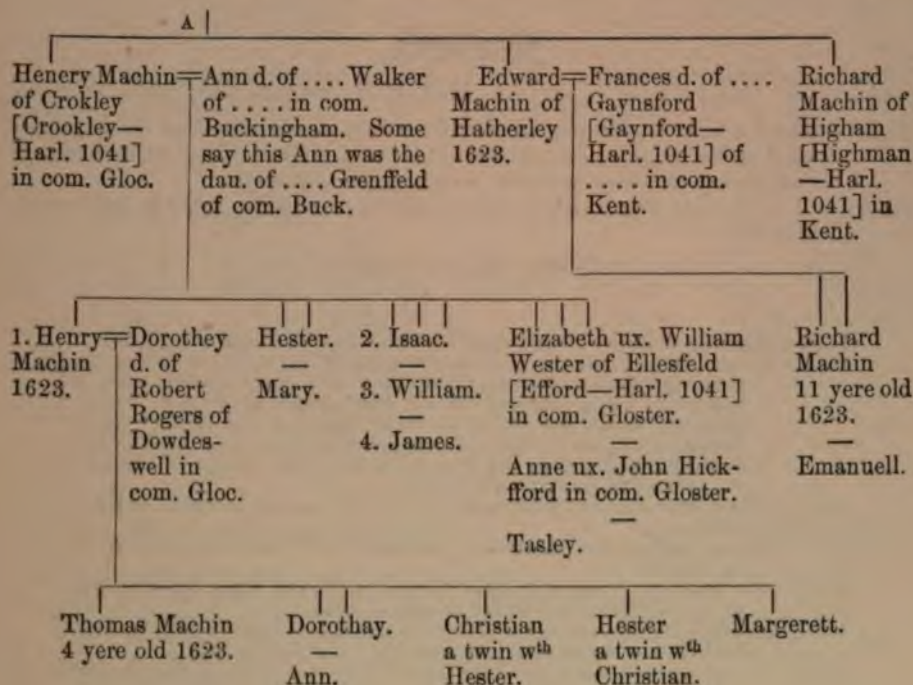 A
Henery Machin
of Crokley
[Crookley—
Harl. 1041]
in com. Gloc.
Ann d. of .... Walker
of .... in com.
Buckingham. Some
say this Ann was the
dau. of .... Grenffeld
of com. Buck.
Edward
Machin of
Hatherley
1623.
Frances d. of ....
Gaynsford
[Gaynford—
Harl. 1041] of
.... in com.
Kent.
Richard
Machin of
Higham
[Highman
—Harl.
1041] in
Kent.
1. Henry
Machin
1623.
Dorothey
d. of
Robert
Rogers of
Dowdes-
well in
com. Gloc.
Hester.
—
Mary.
2. Isaac.
—
3. William.
—
4. James.
Elizabeth ux. William
Wester of Ellesfeld
[Efford—Harl. 1041]
in com. Gloster.
—
Anne ux. John Hick-
fford in com. Gloster.
—
Tasley.
Richard
Machin
11 yere old
1623.
—
Emanuell.
Thomas Machin
4 yere old 1623.
Dorothay.
—
Ann.
Christian
a twin wth
Hester.
Hester
a twin wth
Christian.
Margerett.